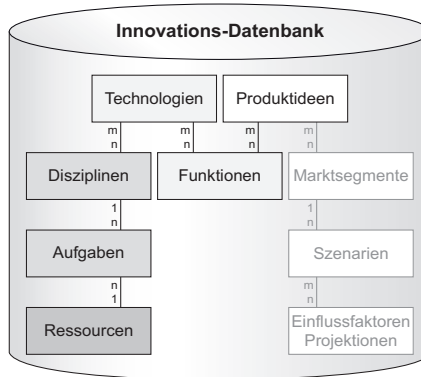 Innovations-Datenbank
Technologien Produktideen
m m m m
n n n n
Disziplinen Funktionen Marktsegmente
1 1
n n
Aufgaben Szenarien
n m
1 n
Ressourcen Einflussfaktoren
Projektionen